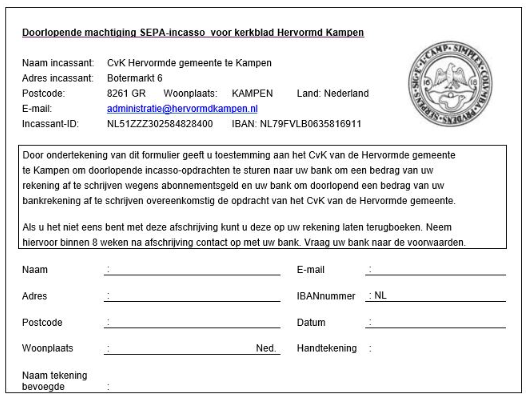 Doorlopende machtiging SEPA-incasso voor kerkblad Hervormd Kampen
Naam incassant: CvK Hervormde gemeente te Kampen
Adres incassant: Botermarkt 6
Postcode: 8261 GR Woonplaats: KAMPEN Land: Nederland
E-mail: administratie@hervormdkampen.nl
Incassant-ID: NL51ZZZ302584828400 IBAN: NL79FVLB0635816911
Door ondertekening van dit formulier geeft u toestemming aan het CvK van de Hervormde gemeente
te Kampen om doorlopende incasso-opdrachten te sturen naar uw bank om een bedrag van uw
rekening af te schrijven wegens abonnementsgeld en uw bank om doorlopend een bedrag van uw
bankrekening af te schrijven overeenkomstig de opdracht van het CvK van de Hervormde gemeente.
Als u het niet eens bent met deze afschrijving kunt u deze op uw rekening laten terugboeken. Neem
hiervoor binnen 8 weken na afschrijving contact op met uw bank. Vraag uw bank naar de voorwaarden.
Naam : E-mail :
Adres : IBANnummer : NL
Postcode : Datum :
Woonplaats : Ned. Handtekening :
Naam tekening
bevoegde :